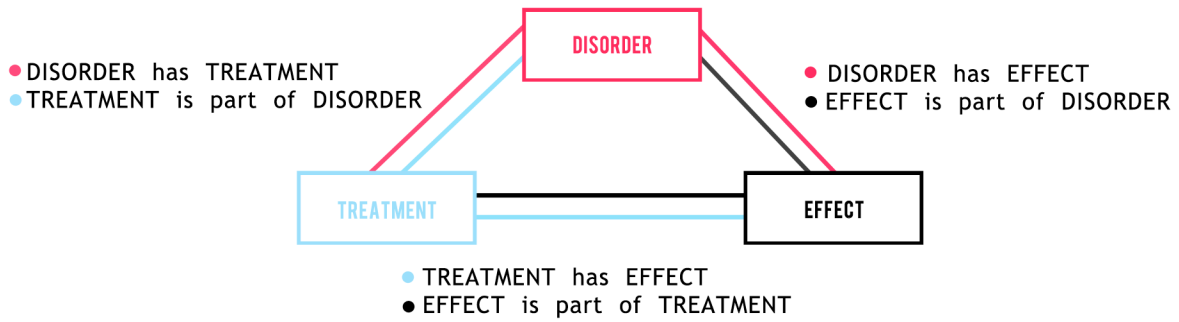 DISORDER
DISORDER has TREATMENT
TREATMENT is part of DISORDER
DISORDER has EFFECT
EFFECT is part of DISORDER
TREATMENT
EFFECT
TREATMENT has EFFECT
EFFECT is part of TREATMENT